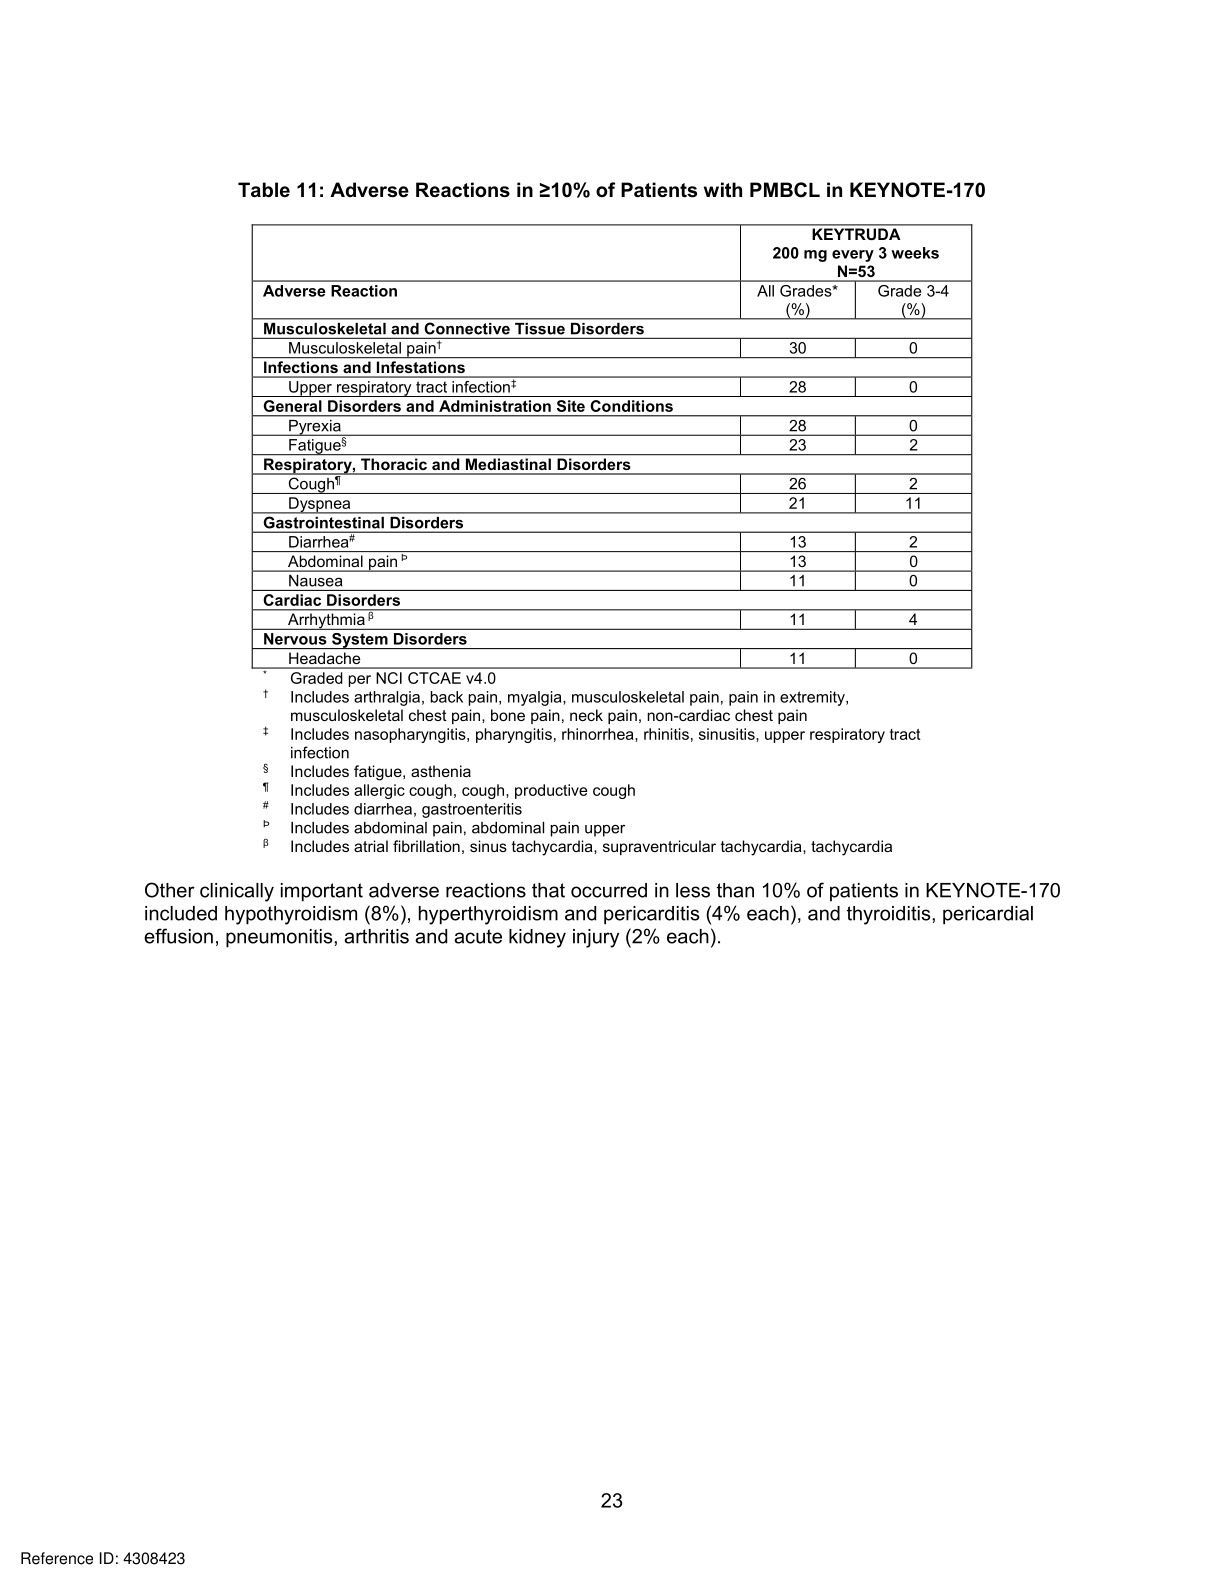 Table 11: Adverse Reactions in ≥10% of Patients with PMBCL in KEYNOTE-170
KEYTRUDA
200 mg every 3 weeks
N=53
Adverse Reaction All Grades* Grade 3-4
(%) (%)
Musculoskeletal and Connective Tissue Disorders
Musculoskeletal pain† 30 0
Infections and Infestations
Upper respiratory tract infection‡ 28 0
General Disorders and Administration Site Conditions
Pyrexia 28 0
Fatigue§ 23 2
Respiratory, Thoracic and Mediastinal Disorders
Cough¶ 26 2
Dyspnea 21 11
Gastrointestinal Disorders
Diarrhea# 13 2
Abdominal pain Þ 13 0
Nausea 11 0
Cardiac Disorders
Arrhythmia β 11 4
Nervous System Disorders
Headache 11 0
* Graded per NCI CTCAE v4.0
† Includes arthralgia, back pain, myalgia, musculoskeletal pain, pain in extremity,
musculoskeletal chest pain, bone pain, neck pain, non-cardiac chest pain
‡ Includes nasopharyngitis, pharyngitis, rhinorrhea, rhinitis, sinusitis, upper respiratory tract
infection
§ Includes fatigue, asthenia
¶ Includes allergic cough, cough, productive cough
# Includes diarrhea, gastroenteritis
Þ Includes abdominal pain, abdominal pain upper
β Includes atrial fibrillation, sinus tachycardia, supraventricular tachycardia, tachycardia
Other clinically important adverse reactions that occurred in less than 10% of patients in KEYNOTE-170
included hypothyroidism (8%), hyperthyroidism and pericarditis (4% each), and thyroiditis, pericardial
effusion, pneumonitis, arthritis and acute kidney injury (2% each).
23
Reference ID: 4308423